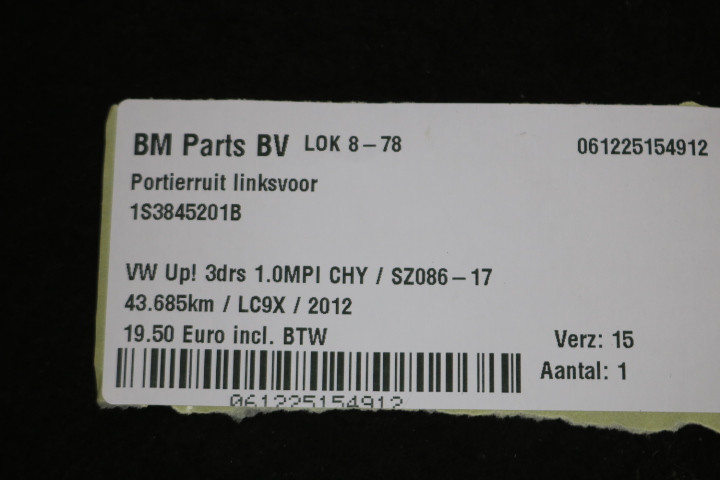 BM Parts BV LOK 8-78 061225154912
Portierruit linksvoor
1S3845201B
VW Up! 3drs 1.0MPI CHY / SZ086-17
43.685km / LC9X / 2012
19.50 Euro incl. BTW Verz: 15
Aantal: 1
061225154912